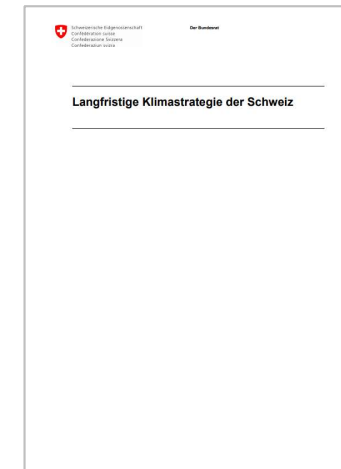 Schweizerische Eidgenossenschaft
Confédération suisse
Confederazione Svizzera
Confederaziun svizra
Der Bundesrat
Langfristige Klimastrategie der Schweiz